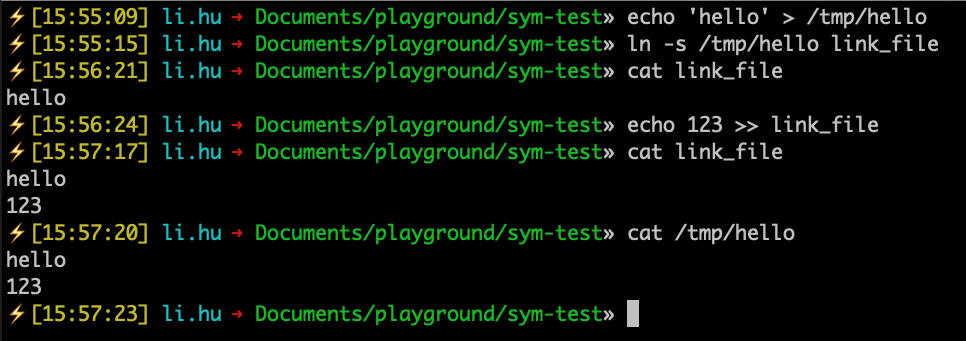 ⚡[15:55:09] li.hu → Documents/playground/sym-test» echo 'hello' > /tmp/hello
⚡[15:55:15] li.hu → Documents/playground/sym-test» ln -s /tmp/hello link_file
⚡[15:56:21] li.hu → Documents/playground/sym-test» cat link_file
hello
⚡[15:56:24] li.hu → Documents/playground/sym-test» echo 123 >> link_file
⚡[15:57:17] li.hu → Documents/playground/sym-test» cat link_file
hello
123
⚡[15:57:20] li.hu → Documents/playground/sym-test» cat /tmp/hello
hello
123
⚡[15:57:23] li.hu → Documents/playground/sym-test»